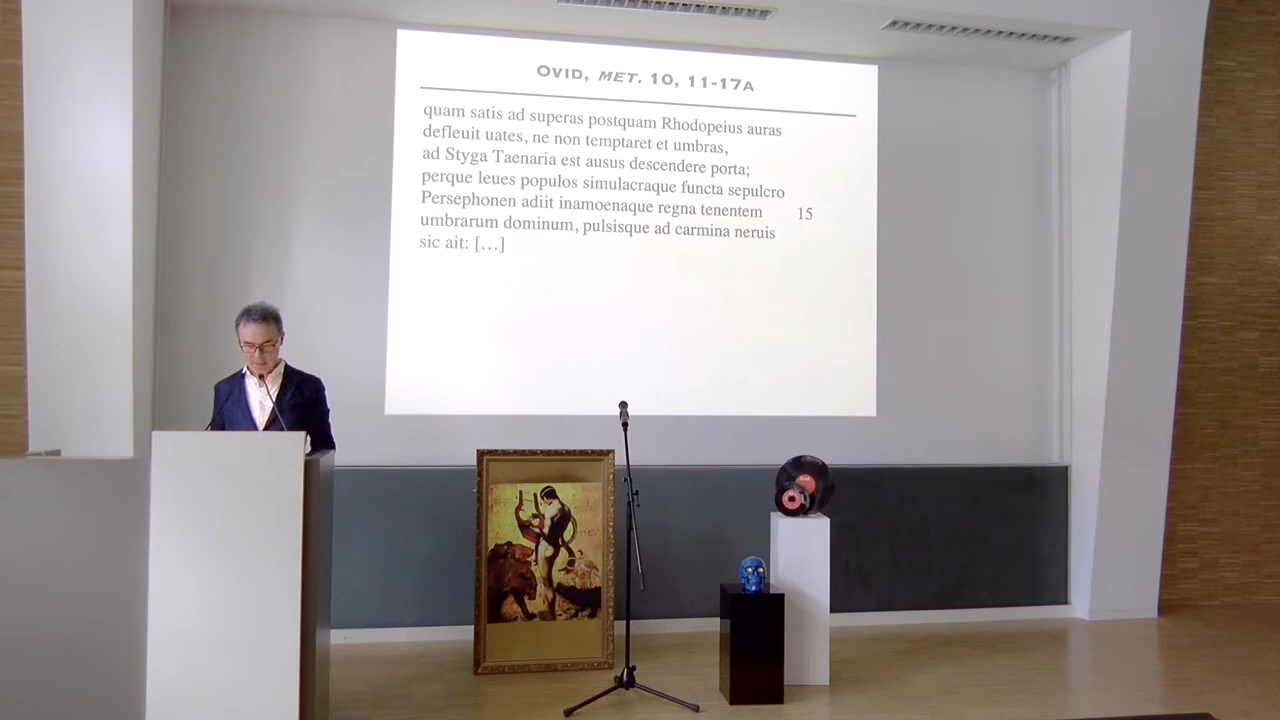 OVID, MET. 10, 11-17A
quam satis ad superas postquam Rhodopeius auras
defleuit uates, ne non temptaret et umbras,
ad Styga Taenaria est ausus descendere porta;
perque leues populos simulacraque functa sepulcro
Persephonen adiit inamoenaque regna tenentem 15
umbrarum dominum, pulsisque ad carmina neruis
sic ait: […]